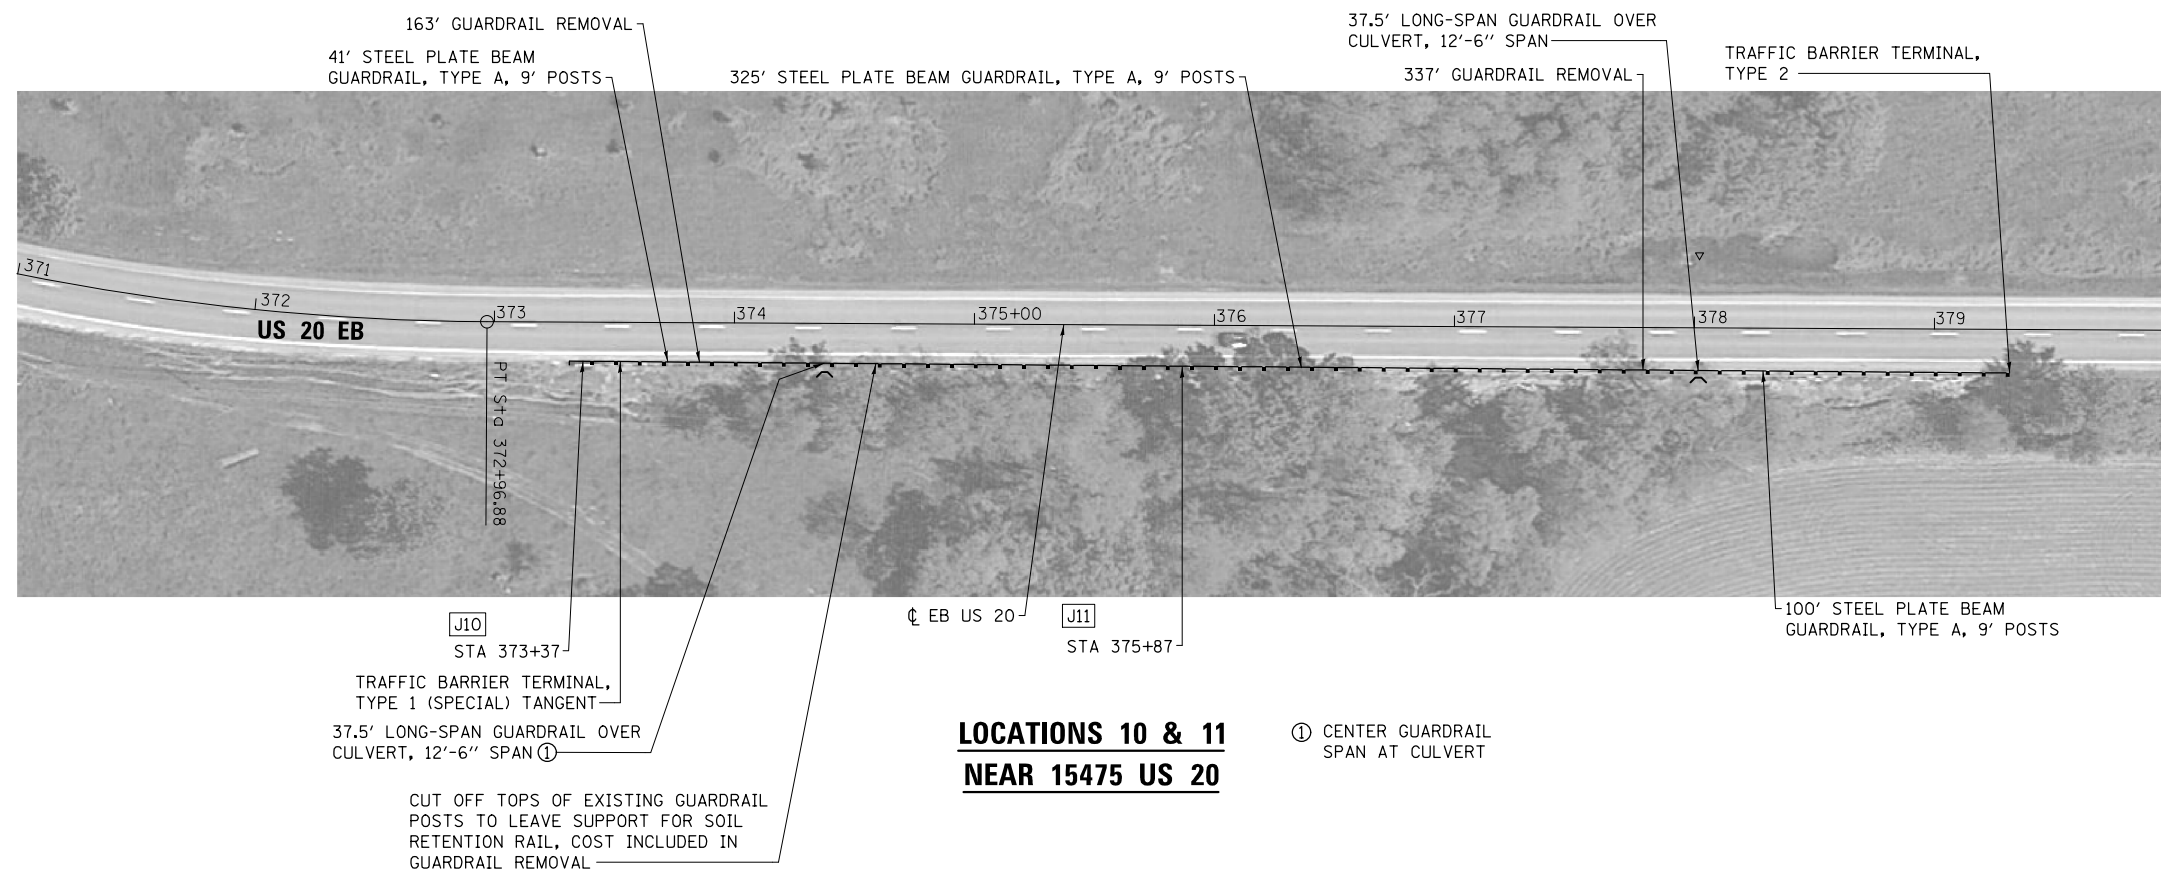 163' GUARDRAIL REMOVAL
41' STEEL PLATE BEAM
GUARDRAIL, TYPE A, 9' POSTS
325' STEEL PLATE BEAM GUARDRAIL, TYPE A, 9' POSTS
37.5' LONG-SPAN GUARDRAIL OVER
CULVERT, 12'-6" SPAN
337' GUARDRAIL REMOVAL
TRAFFIC BARRIER TERMINAL,
TYPE 2
371
372
373
374
375+00
376
377
378
379
US 20 EB
PT Sta 372+96.88
J10
STA 373+37
TRAFFIC BARRIER TERMINAL,
TYPE 1 (SPECIAL) TANGENT
37.5' LONG-SPAN GUARDRAIL OVER
CULVERT, 12'-6" SPAN ①
CUT OFF TOPS OF EXISTING GUARDRAIL
POSTS TO LEAVE SUPPORT FOR SOIL
RETENTION RAIL, COST INCLUDED IN
GUARDRAIL REMOVAL
℄ EB US 20
J11
STA 375+87
100' STEEL PLATE BEAM
GUARDRAIL, TYPE A, 9' POSTS
LOCATIONS 10 & 11
NEAR 15475 US 20
① CENTER GUARDRAIL
SPAN AT CULVERT